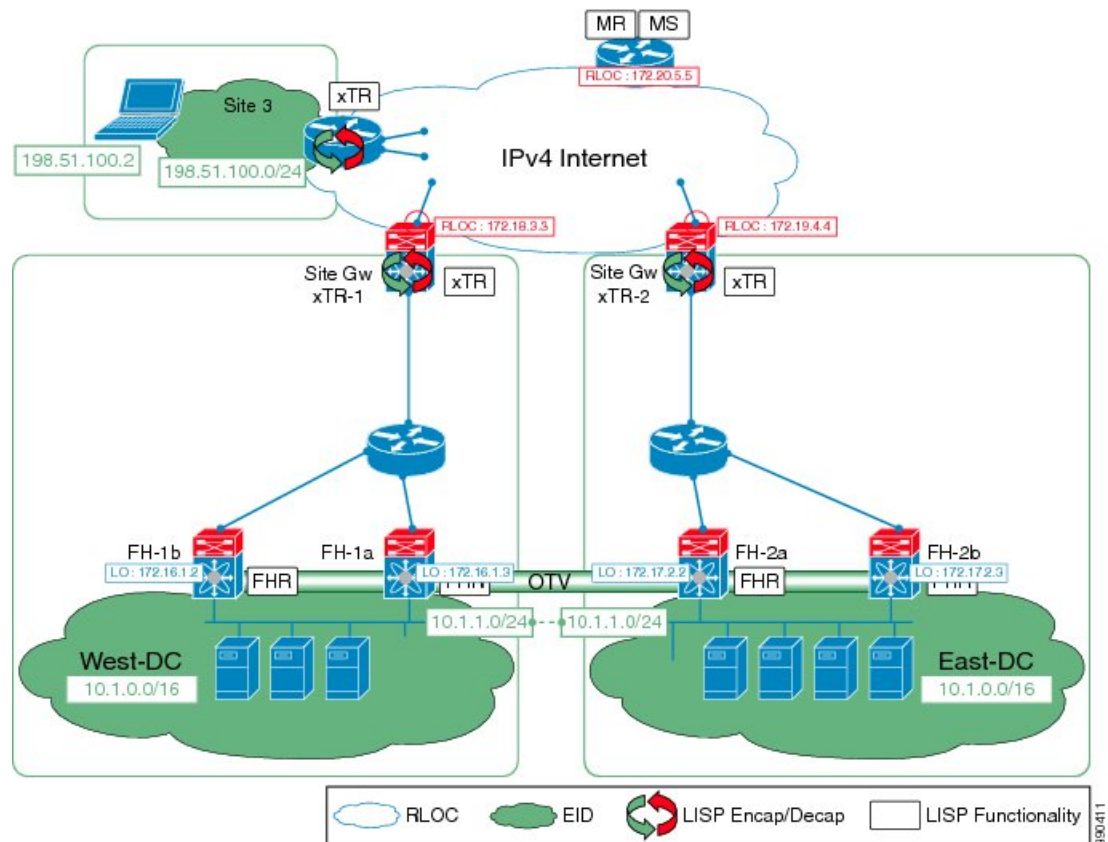 MR MS
RLOC : 172.20.5.5
xTR
Site 3
198.51.100.2
198.51.100.0/24
IPv4 Internet
RLOC : 172.18.3.3
RLOC : 172.19.4.4
Site Gw
xTR-1
xTR
Site Gw
xTR-2
xTR
FH-1b
FH-1a
FH-2a
FH-2b
LO : 172.16.1.2
FHR
LO : 172.16.1.3
OTV
LO : 172.17.2.2
FHR
LO : 172.17.2.3
10.1.1.0/24
10.1.1.0/24
West-DC
10.1.0.0/16
East-DC
10.1.0.0/16
RLOC
EID
LISP Encap/Decap
LISP Functionality